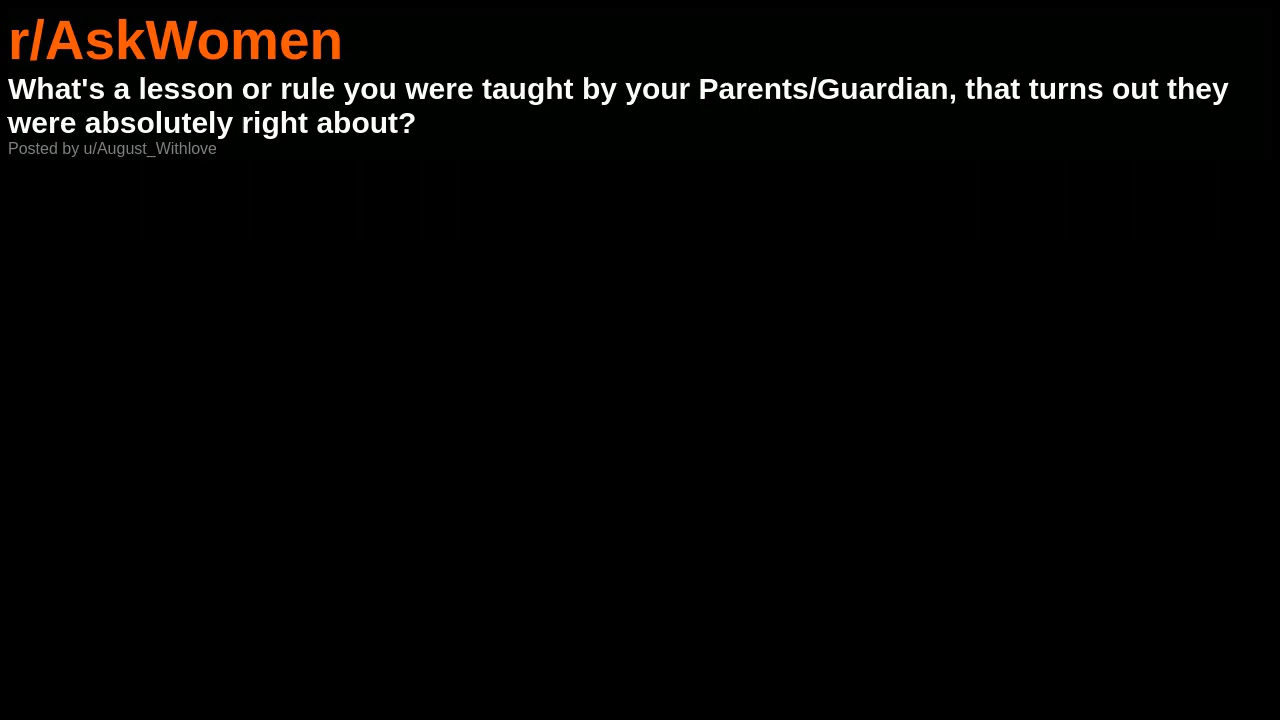 r/AskWomen
What's a lesson or rule you were taught by your Parents/Guardian, that turns out they
were absolutely right about?
Posted by u/August_Withlove